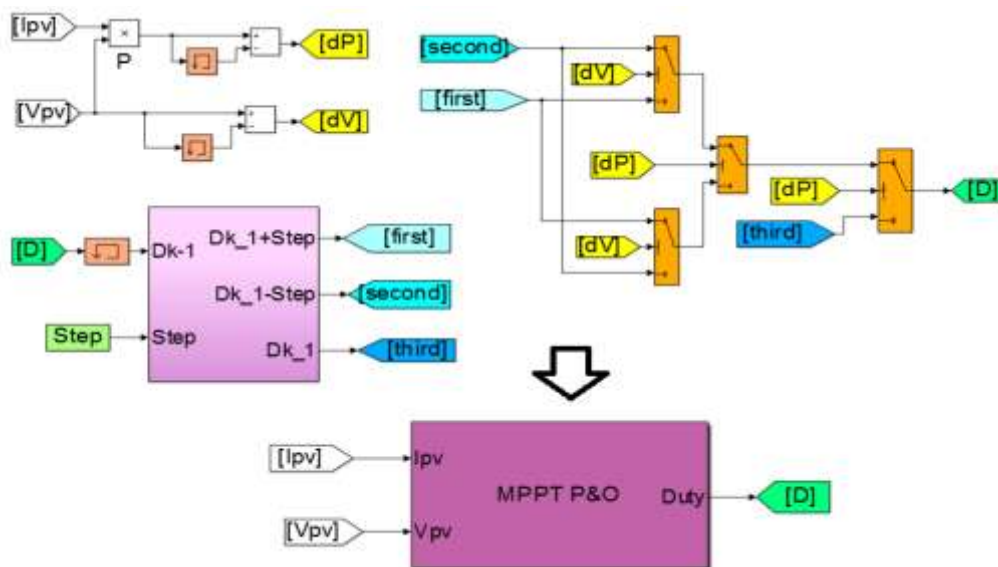 [Ipv]
×
P
[dP]
[Vpv]
[dV]
[second]
[dV]
[first]
[dP]
[dP]
[D]
[third]
[dV]
[D]
Dk-1
Dk_1+Step
[first]
Dk_1-Step
[second]
Step
Step
Dk_1
[third]
[Ipv]
Ipv
MPPT P&O
Duty
[D]
[Vpv]
Vpv